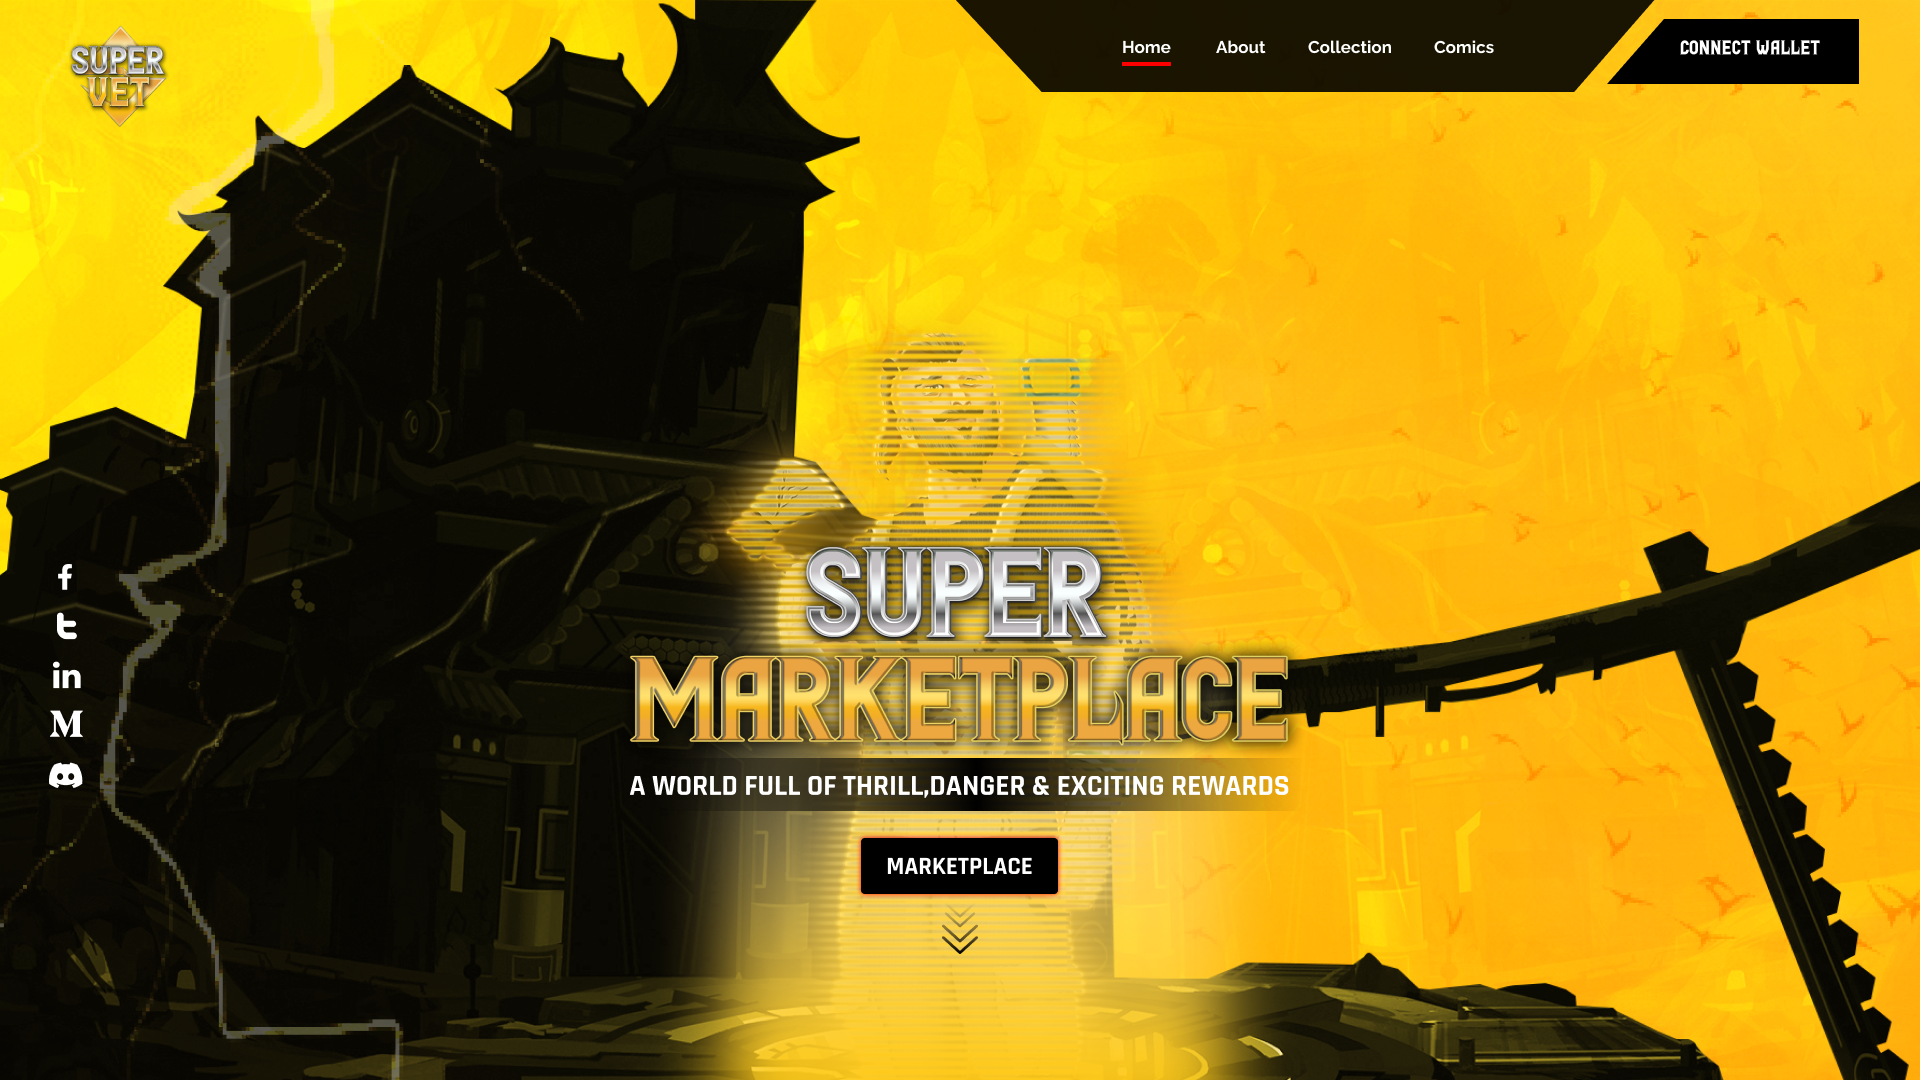 SUPER
VET
Home
About
Collection
Comics
CONNECT WALLET
SUPER
MARKETPLACE
A WORLD FULL OF THRILL,DANGER & EXCITING REWARDS
MARKETPLACE